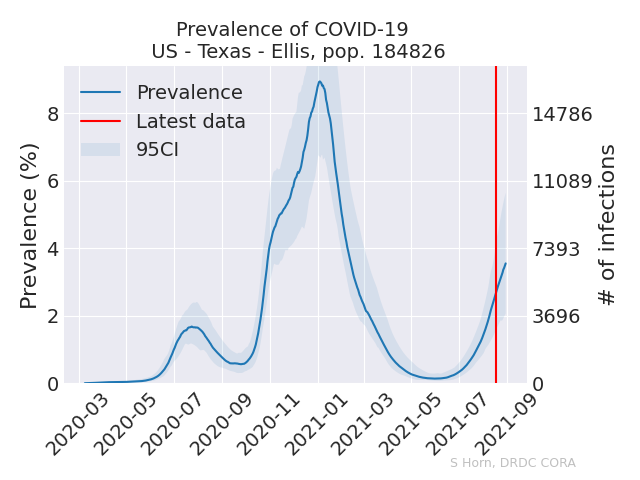 Prevalence of COVID-19
US - Texas - Ellis, pop. 184826
Prevalence
Latest data
95CI
Prevalence (%)
8
6
4
2
0
14786
11089
7393
3696
0
# of infections
2020-03
2020-05
2020-07
2020-09
2020-11
2021-01
2021-03
2021-05
2021-07
2021-09
S Horn, DRDC CORA